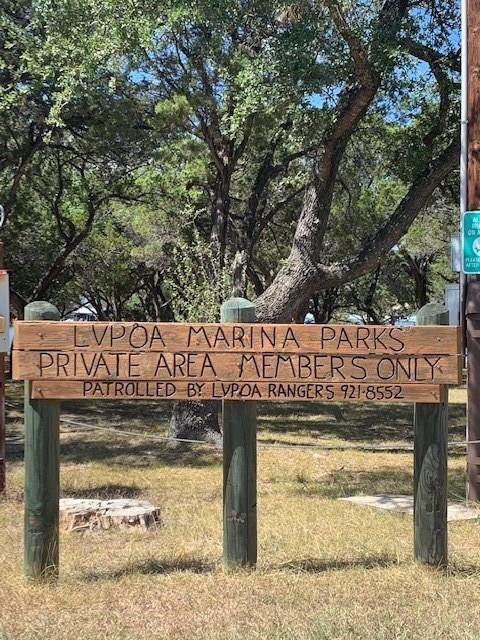 LVPOA MARINA PARKS
PRIVATE AREA MEMBERS ONLY
PATROLLED BY LVPOA RANGERS 921-8552